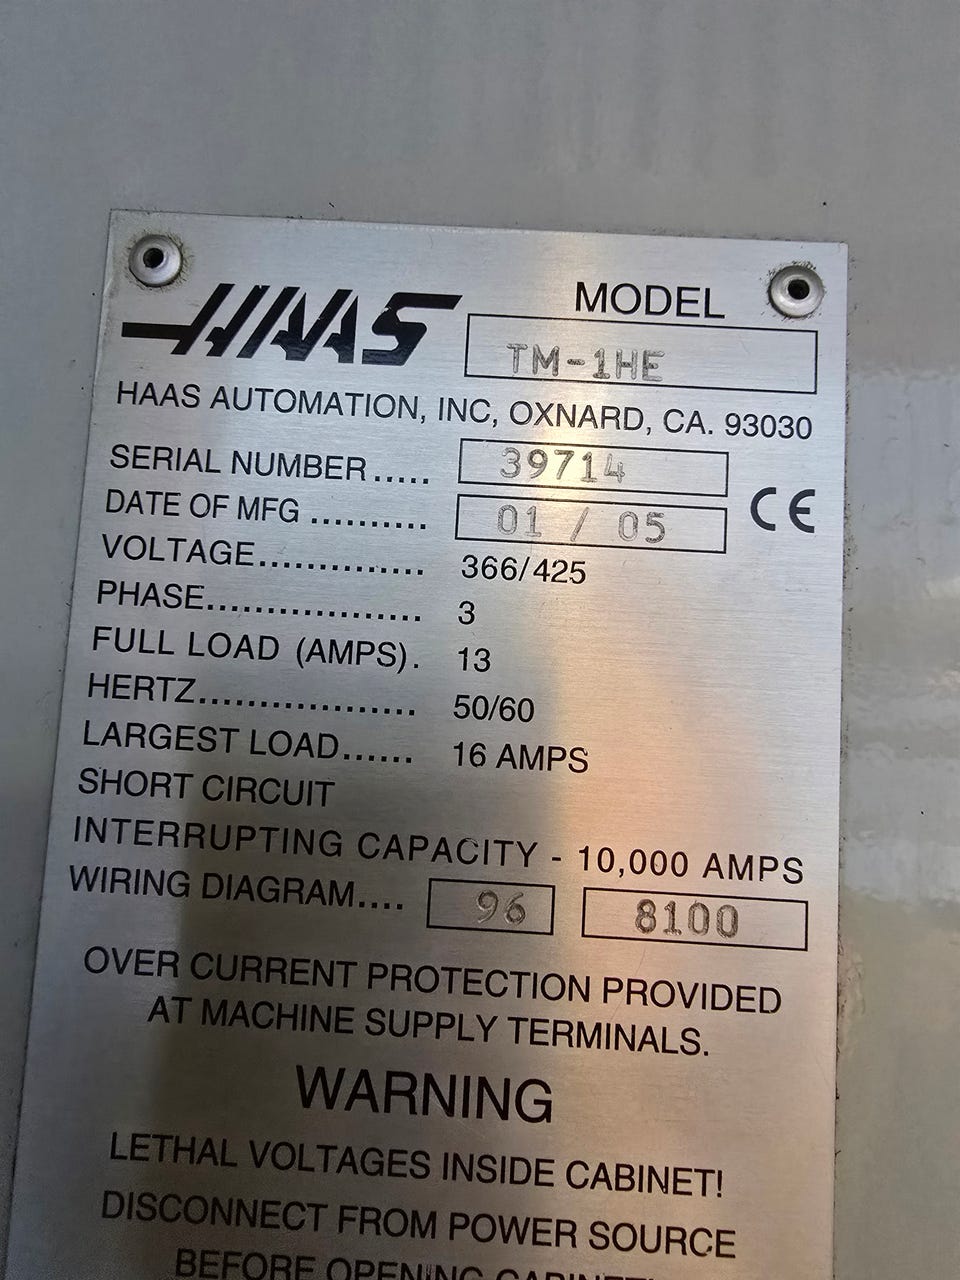 HAAS
MODEL
TM-1HE
HAAS AUTOMATION, INC, OXNARD, CA. 93030
SERIAL NUMBER..... 39714
DATE OF MFG .......... 01 / 05
CE
VOLTAGE.............. 366/425
PHASE.................. 3
FULL LOAD (AMPS). 13
HERTZ.................. 50/60
LARGEST LOAD...... 16 AMPS
SHORT CIRCUIT
INTERRUPTING CAPACITY - 10,000 AMPS
WIRING DIAGRAM.... 96 8100
OVER CURRENT PROTECTION PROVIDED
AT MACHINE SUPPLY TERMINALS.
WARNING
LETHAL VOLTAGES INSIDE CABINET!
DISCONNECT FROM POWER SOURCE
BEFORE OPENING CABINET!